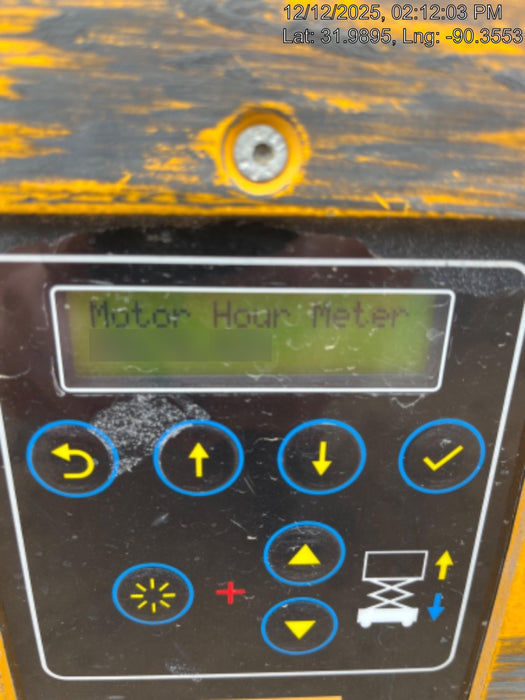 12/12/2025, 02:12:03 PM
Lat: 31.9895, Lng: -90.3553
Motor Hour Meter